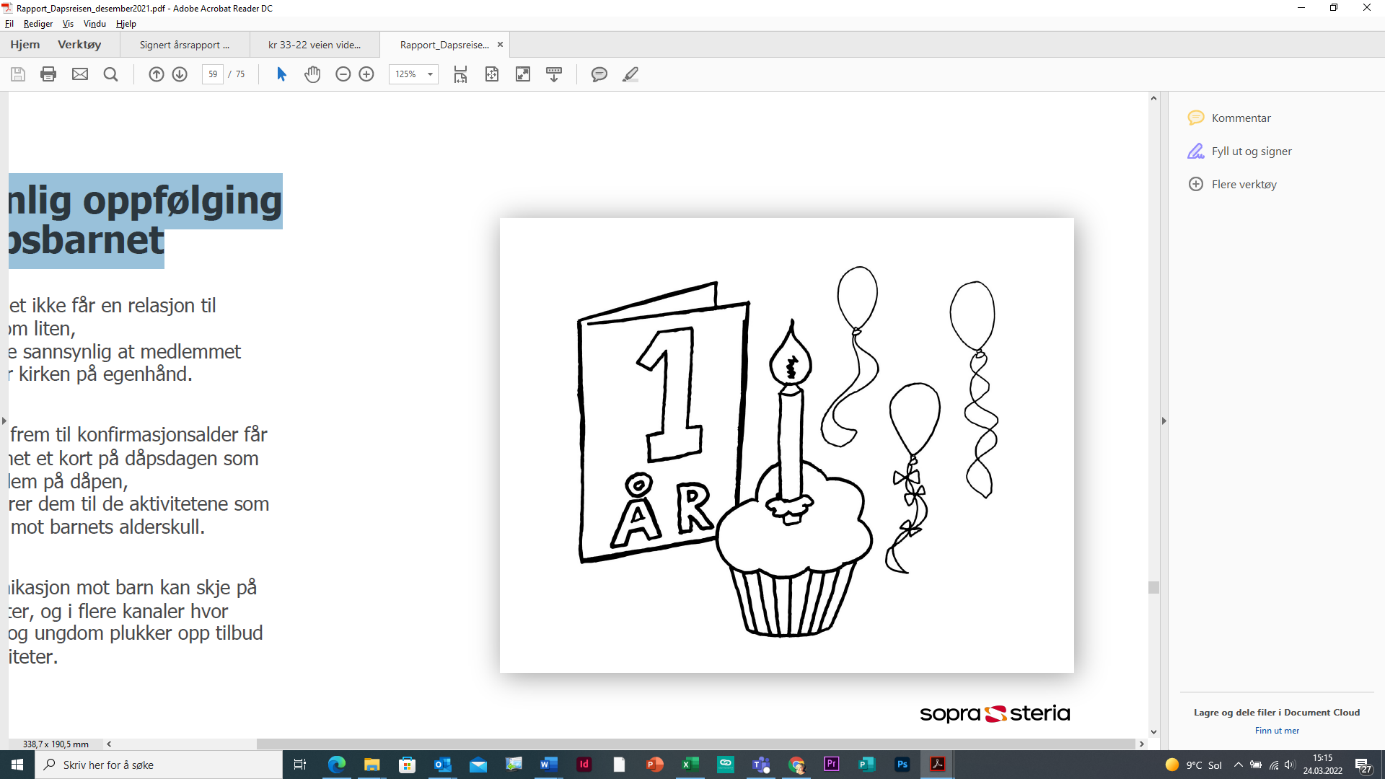 Rapport_Dapsreisen_desember2021.pdf - Adobe Acrobat Reader DC
Fil Rediger Vis Vindu Hjelp
Hjem Verktøy Signert årsrapport ... kr 33-22 veien vide... Rapport_Dapsreise... ×
59 / 75 125%
nlig oppfølging
psbarnet
et ikke får en relasjon til
om liten,
e sannsynlig at medlemmet
r kirken på egenhånd.
frem til konfirmasjonsalder får
net et kort på dåpsdagen som
dem på dåpen,
rer dem til de aktivitetene som
mot barnets alderskull.
nikasjon mot barn kan skje på
ter, og i flere kanaler hvor
og ungdom plukker opp tilbud
iteter.
1
ÅR
sopra steria
Kommentar
Fyll ut og signer
Flere verktøy
Lagre og dele filer i Document Cloud
Finn ut mer
338,7 x 190,5 mm
Skriv her for å søke
9°C Sol
15:15
24.03.2022
27